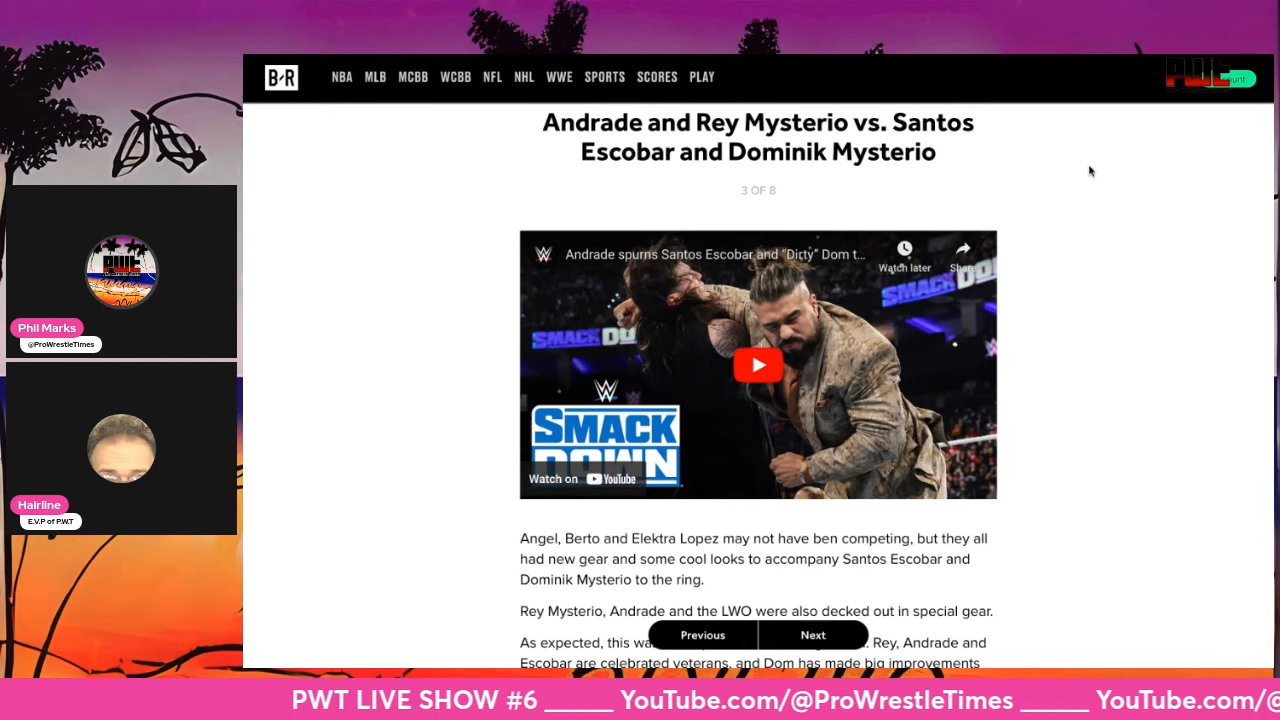 B/R
NBA MLB MCBB WCBB NFL NHL WWE SPORTS SCORES PLAY
PWT
Andrade and Rey Mysterio vs. Santos
Escobar and Dominik Mysterio
3 OF 8
Andrade spurns Santos Escobar and "Dirty" Dom t...
Watch later
Share
SMACKDO
SMACK DO
SMACK
DOWN
Watch on YouTube
Angel, Berto and Elektra Lopez may not have ben competing, but they all
had new gear and some cool looks to accompany Santos Escobar and
Dominik Mysterio to the ring.
Rey Mysterio, Andrade and the LWO were also decked out in special gear.
As expected, this wa
. Rey, Andrade and
Previous
Next
Escobar are celebrated veterans, and Dom has made big improvements
PWT
Phil Marks
@ProWrestleTimes
Hairline
E.V.P of P.W.T
PWT LIVE SHOW #6 _____ YouTube.com/@ProWrestleTimes _____ YouTube.com/@